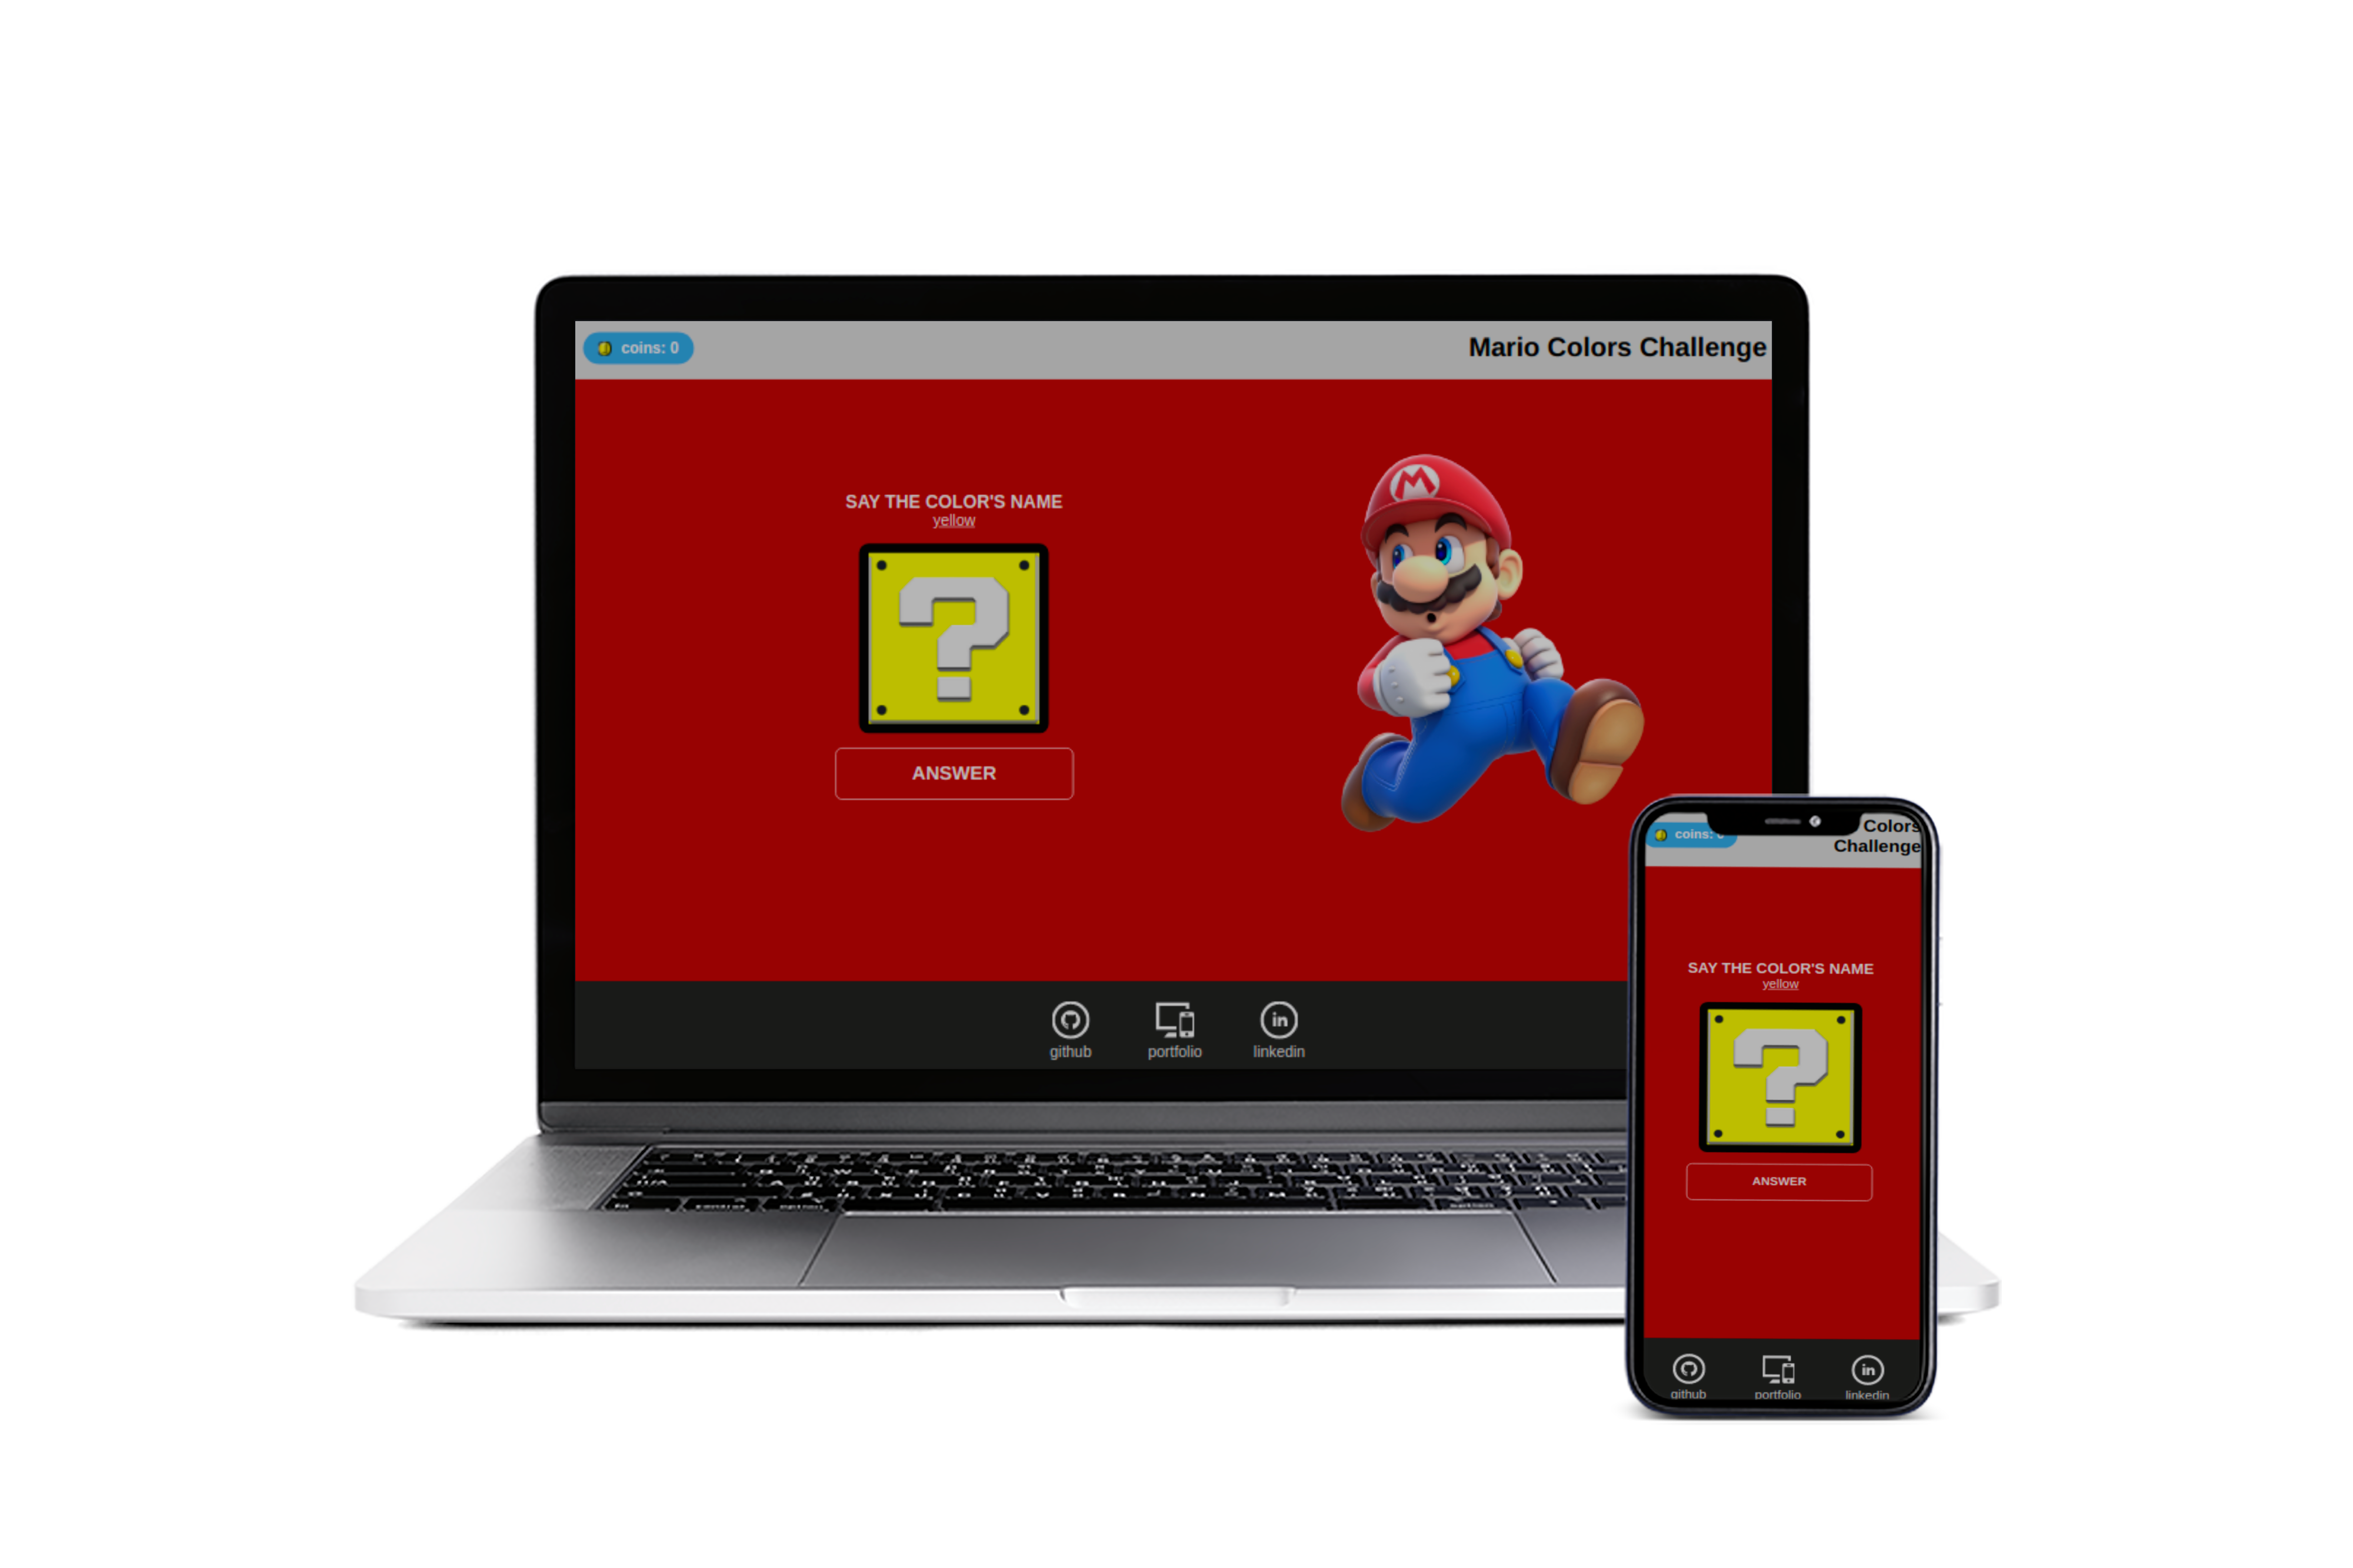 coins: 0
Mario Colors Challenge
SAY THE COLOR'S NAME
yellow
ANSWER
github
portfolio
linkedin
coins: 0
Colors
Challenge
SAY THE COLOR'S NAME
yellow
ANSWER
github
portfolio
linkedin